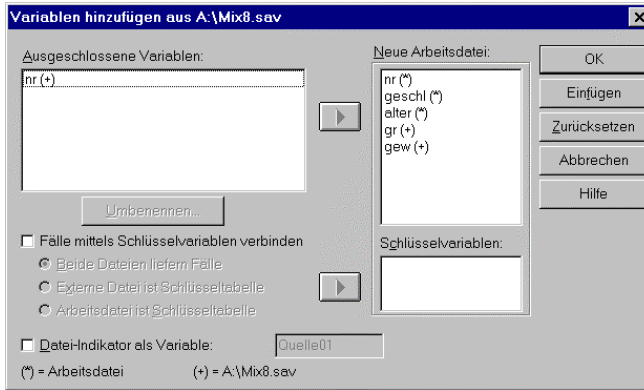 Variablen hinzufügen aus A:\Mix8.sav
Ausgeschlossene Variablen:
nr (+)
Umbenennen...
Neue Arbeitsdatei:
nr (*)
geschl (*)
alter (*)
gr (+)
gew (+)
OK
Einfügen
Zurücksetzen
Abbrechen
Hilfe
Fälle mittels Schlüsselvariablen verbinden
Beide Dateien liefern Fälle
Externe Datei ist Schlüsseltabelle
Arbeitsdatei ist Schlüsseltabelle
Schlüsselvariablen:
Datei-Indikator als Variable:
Quelle01
(*) = Arbeitsdatei
(+) = A:\Mix8.sav